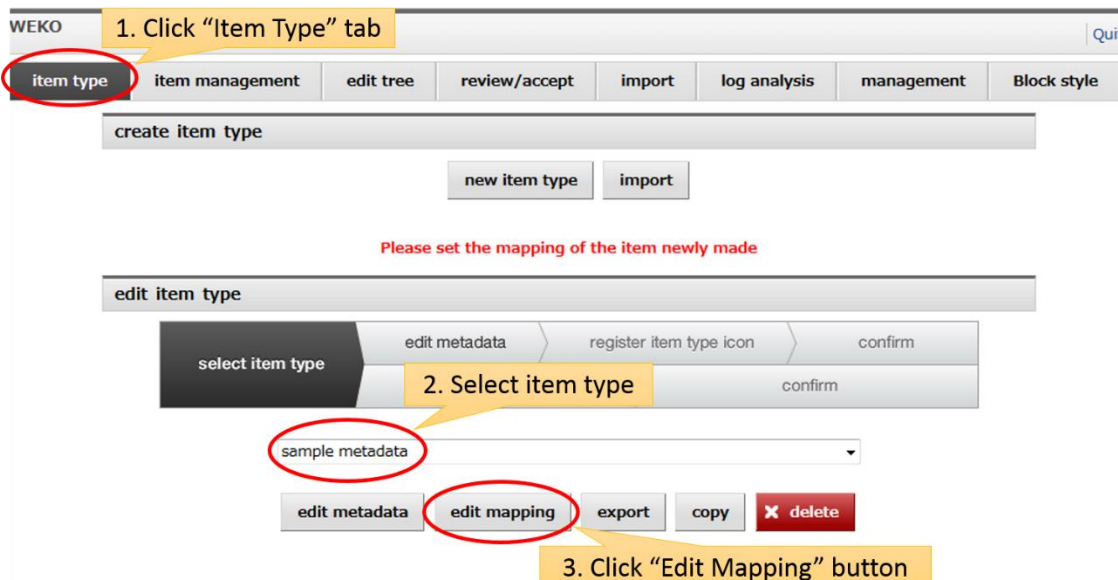 WEKO
1. Click “Item Type” tab
item type
item management
edit tree
review/accept
import
log analysis
management
Block style
create item type
new item type
import
Please set the mapping of the item newly made
edit item type
select item type
edit metadata
register item type icon
confirm
2. Select item type
confirm
sample metadata
edit metadata
edit mapping
export
copy
X delete
3. Click “Edit Mapping” button